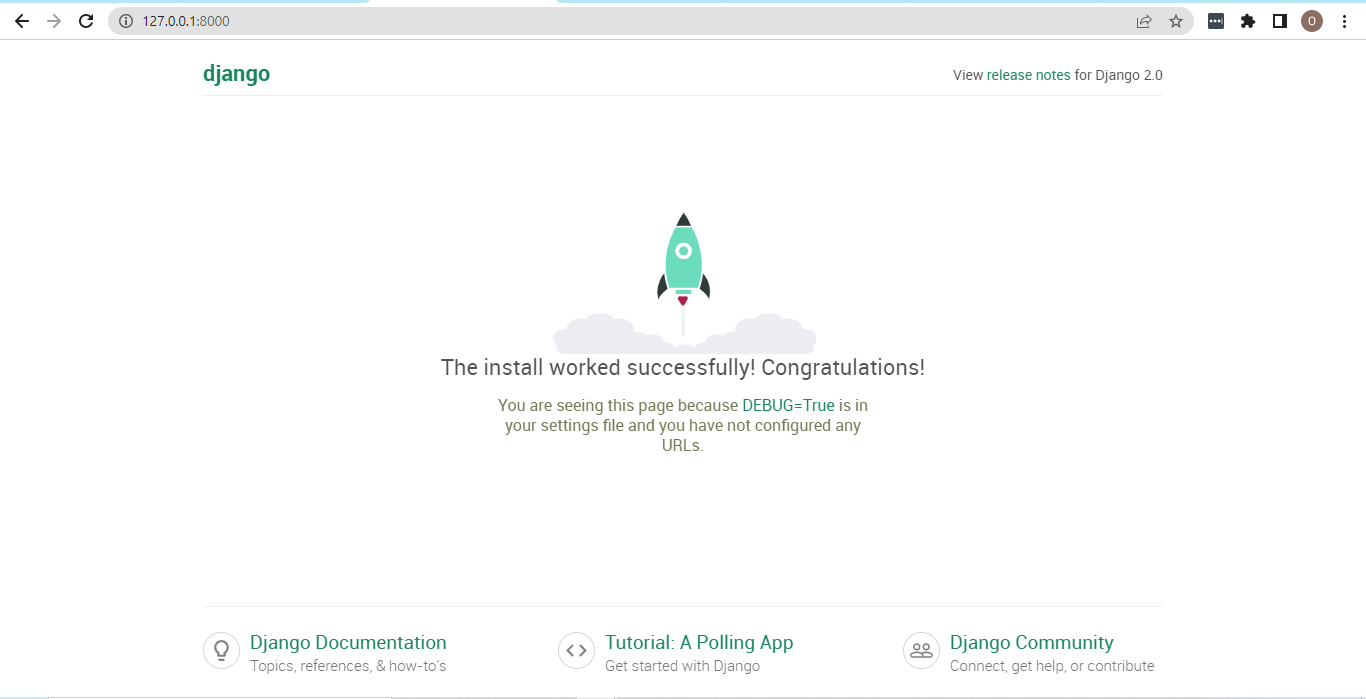 127.0.0.1:8000
O
django
View release notes for Django 2.0
The install worked successfully! Congratulations!
You are seeing this page because DEBUG=True is in
your settings file and you have not configured any
URLs.
Django Documentation
Topics, references, & how-to's
Tutorial: A Polling App
Get started with Django
Django Community
Connect, get help, or contribute